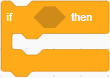 if then